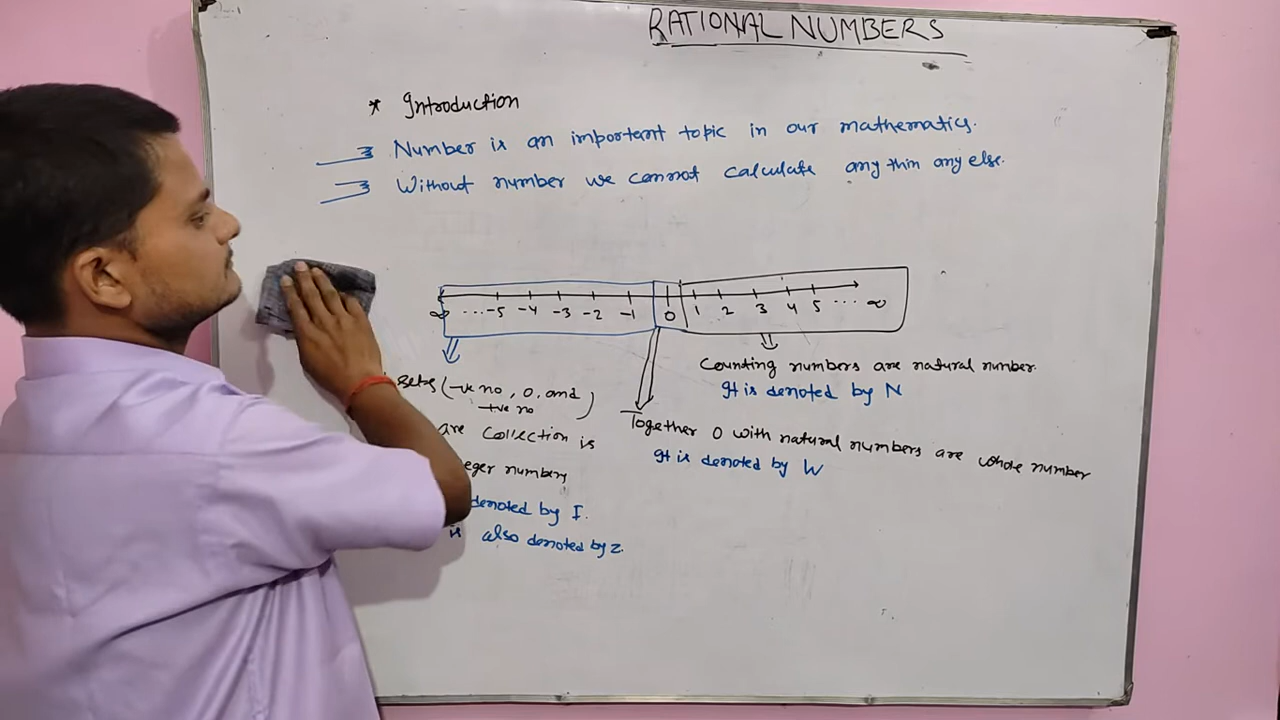 RATIONAL NUMBERS
* Introduction
Number is an important topic in our mathematics.
Without number we cannot calculate any thin any else.
∞ ...-5 -4 -3 -2 -1 0 1 2 3 4 5 ... ∞
Counting numbers are natural number.
It is denoted by N
Together 0 with natural numbers are whole number
It is denoted by W
(-ve no, 0, and
+ve no)
are collection is
numbers
denoted by I.
is also denoted by Z.